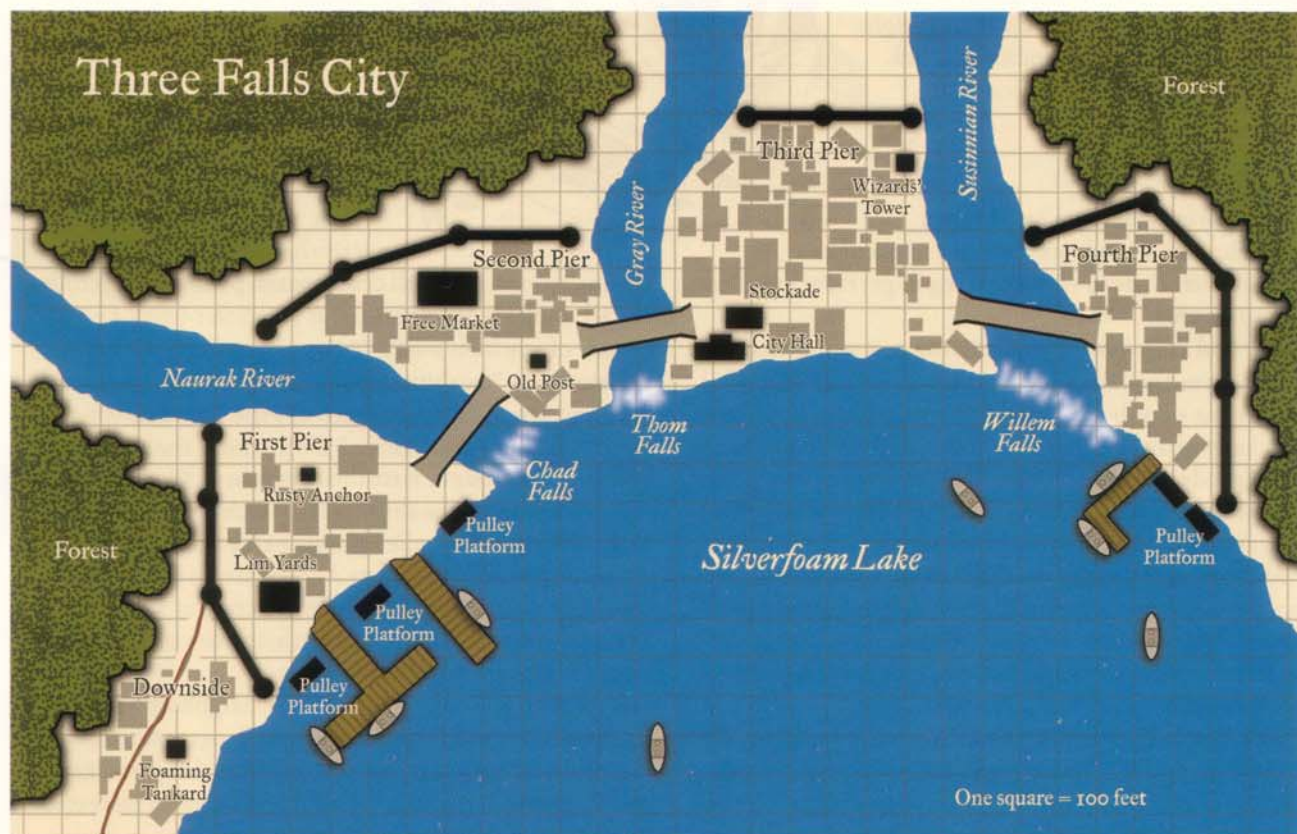 Three Falls City
Forest
Third Pier
Wizards'
Tower
Susinnian River
Gray River
Second Pier
Fourth Pier
Free Market
Stockade
City Hall
Old Post
Naurak River
Thom
Falls
Willem
Falls
Chad
Falls
First Pier
Rusty Anchor
Pulley
Platform
Pulley
Platform
Forest
Lim Yards
Silverfoam Lake
Pulley
Platform
Downside
Pulley
Platform
Foaming
Tankard
One square = 100 feet